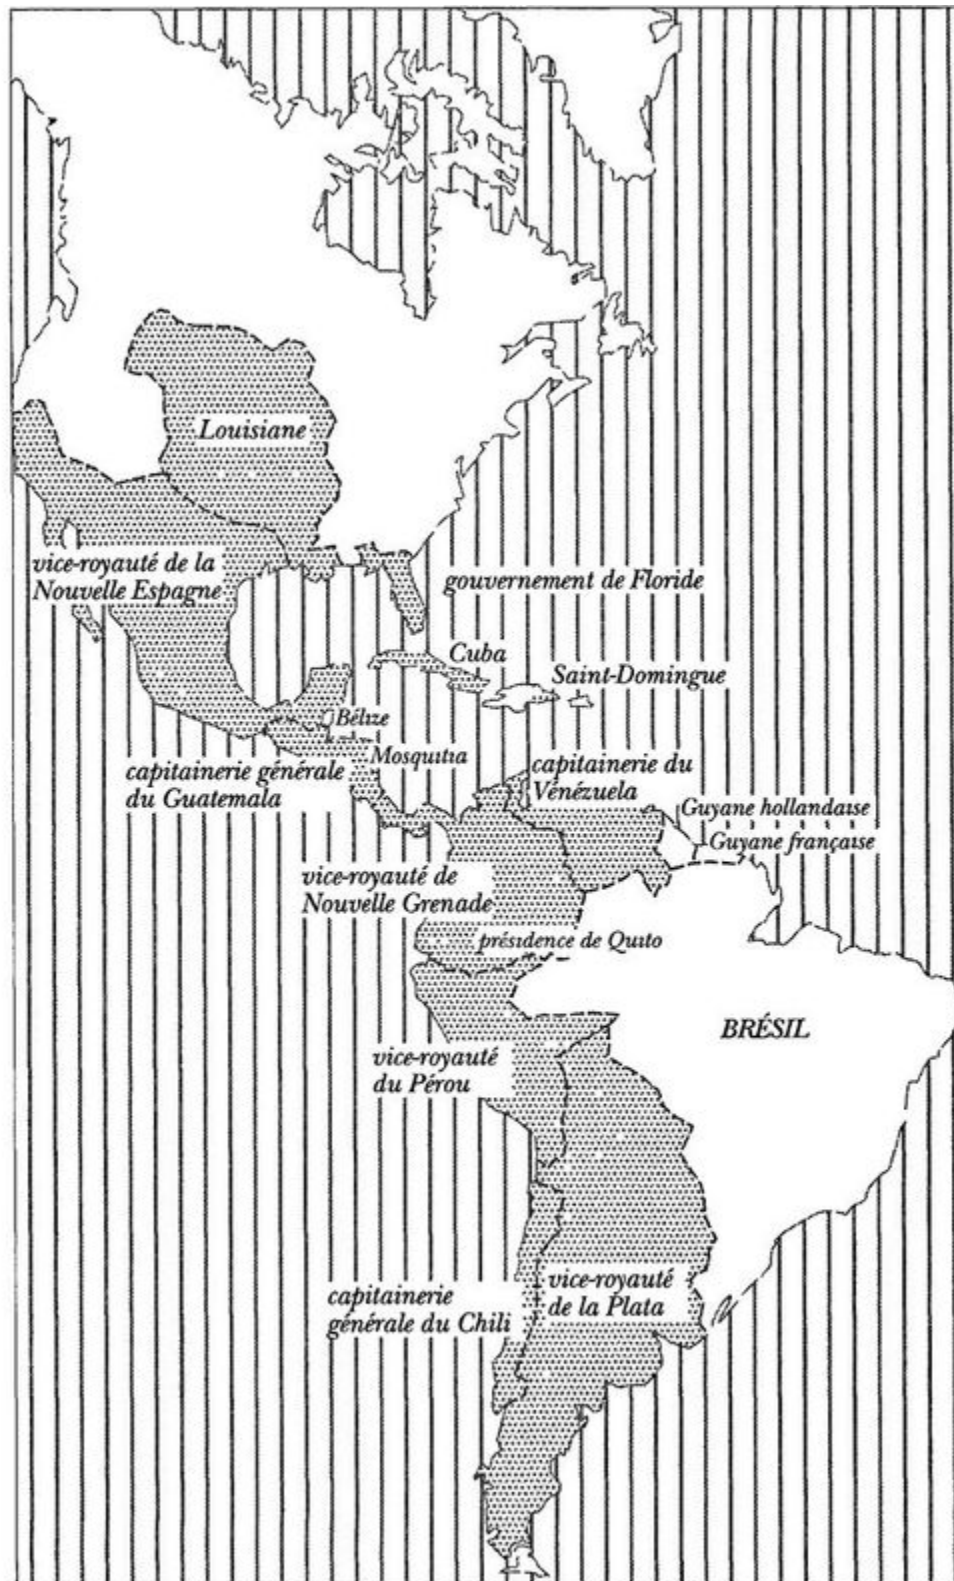 Louisiane
vice-royauté de la
Nouvelle Espagne
gouvernement de Floride
Cuba
Saint-Domingue
Bélize
Mosquitia
capitainerie générale
du Guatemala
capitainerie du
Vénézuela
Guyane hollandaise
Guyane française
vice-royauté de
Nouvelle Grenade
présidence de Quito
BRÉSIL
vice-royauté
du Pérou
vice-royauté
de la Plata
capitainerie
générale du Chili